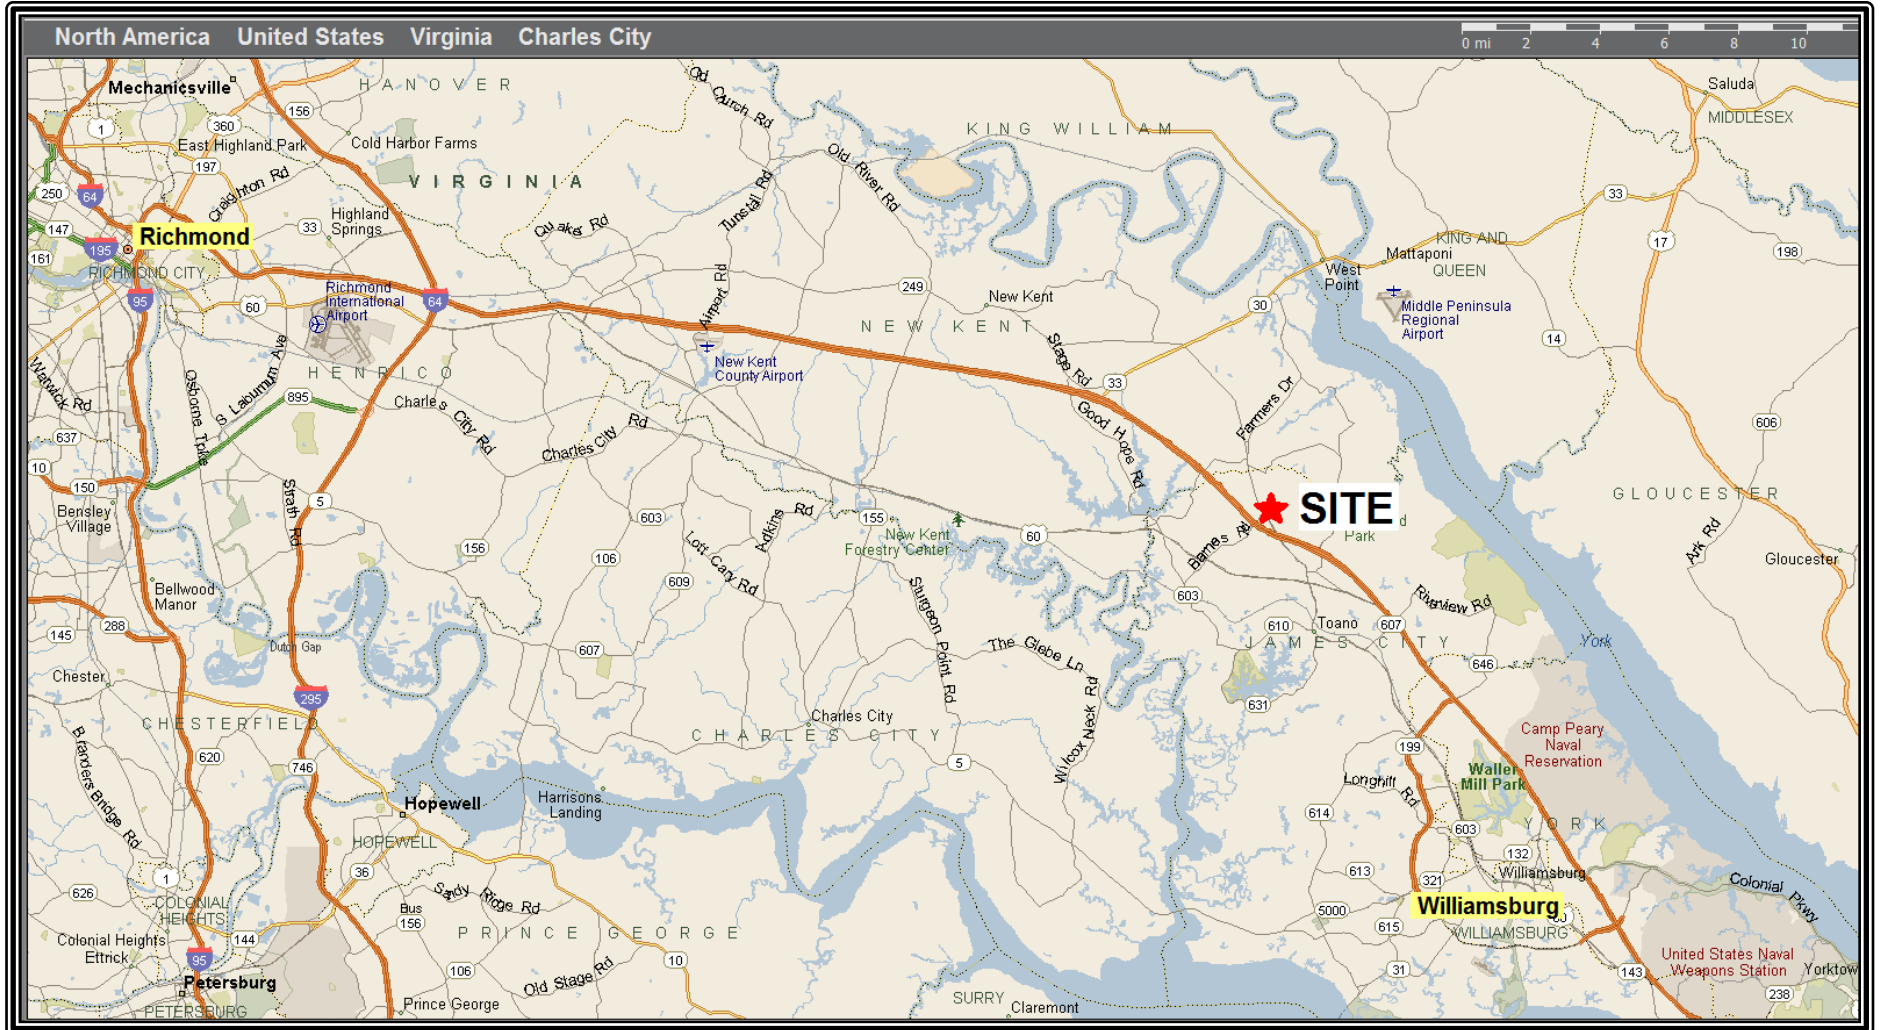 North America United States Virginia Charles City
0 mi 2 4 6 8 10
Mechanicsville
HANOVER
Old Church Rd
KING WILLIAM
Saluda
MIDDLESEX
1
360
156
East Highland Park
Cold Harbor Farms
Old River Rd
197
VIRGINIA
250
64
Craighton Rd
Tunstall Rd
33
147
Highland
Springs
33
Quaker Rd
Richmond
195
161
RICHMOND CITY
KING AND
QUEEN
17
198
Mattaponi
West
Point
95
60
Richmond
International
Airport
64
Airport Rd
249
New Kent
30
Middle Peninsula
Regional
Airport
NEW KENT
14
Warwick Rd
Osborne Tpke
S Laburnum Ave
HENRICO
New Kent
County Airport
Stage Rd
33
Farmers Dr
895
Charles City Rd
Charles City Rd
Good Hope Rd
606
637
10
150
Bensley
Village
Strath Rd
5
603
Adkins Rd
155
New Kent
Forestry Center
60
SITE
Park
GLOUCESTER
Ark Rd
Gloucester
156
106
Lott Cary Rd
609
Barnes Rd
603
Bellwood
Manor
Sturgeon Point Rd
Riverview Rd
145
288
Dutch Gap
607
The Glebe Ln
610
Toano
607
JAMES CITY
York
646
Chester
295
631
Wilcox Neck Rd
CHESTERFIELD
Charles City
CHARLES CITY
Camp Peary
Naval
Reservation
Branders Bridge Rd
620
746
5
199
Longhill Rd
Waller
Mill Park
Hopewell
Harrisons
Landing
614
603
YORK
HOPEWELL
132
1
36
613
321
Williamsburg
Colonial Pkwy
626
COLONIAL
HEIGHTS
Sandy Ridge Rd
Bus
156
Williamsburg
5000
615
WILLIAMSBURG
Colonial Heights
Ettrick
144
PRINCE GEORGE
95
106
Old Stage Rd
10
31
143
United States Naval
Weapons Station
Yorktow
Petersburg
PETERSBURG
Prince George
SURRY
Claremont
238